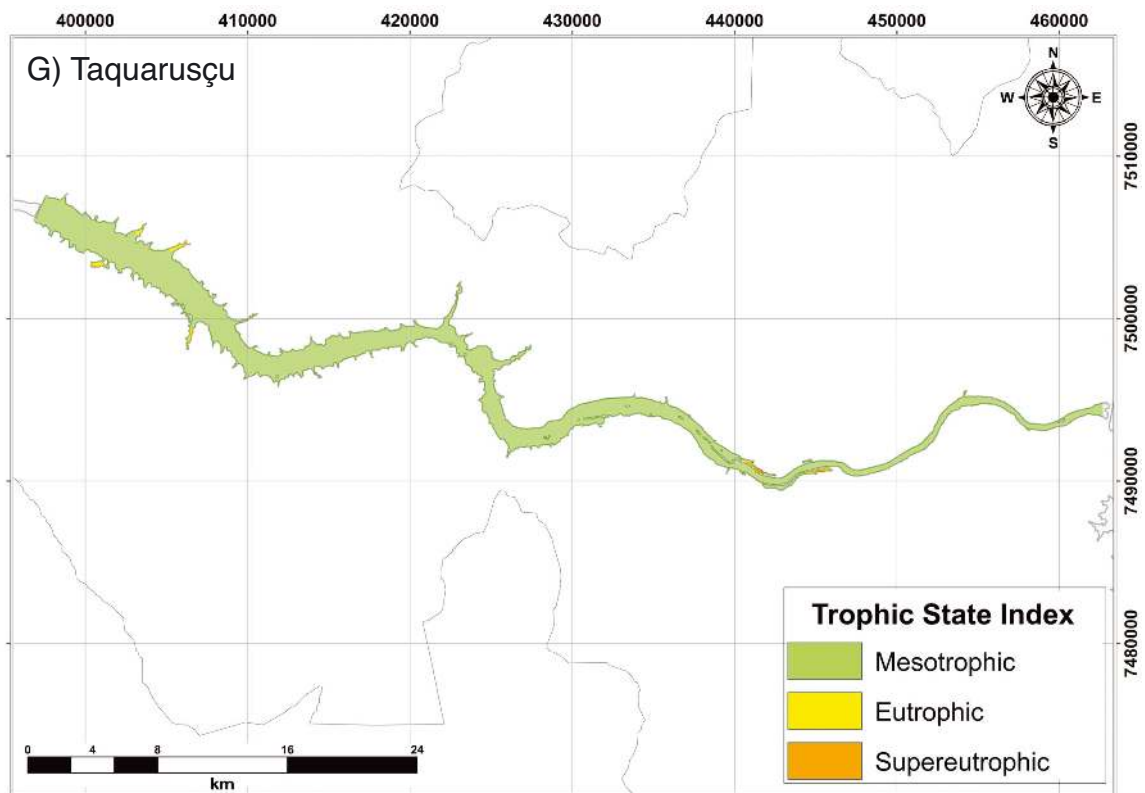 400000 410000 420000 430000 440000 450000 460000
G) Taquarusçu
N
W E
S
7510000
7500000
7490000
7480000
Trophic State Index
Mesotrophic
Eutrophic
Supereutrophic
0 4 8 16 24
km